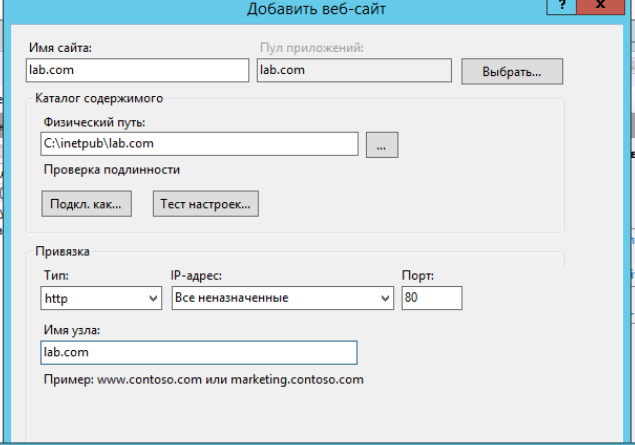 Добавить веб-сайт
? x
Имя сайта: Пул приложений:
lab.com lab.com Выбрать...
Каталог содержимого
Физический путь:
C:\inetpub\lab.com ...
Проверка подлинности
Подкл. как... Тест настроек...
Привязка
Тип: IP-адрес: Порт:
http Все неназначенные 80
Имя узла:
lab.com
Пример: www.contoso.com или marketing.contoso.com